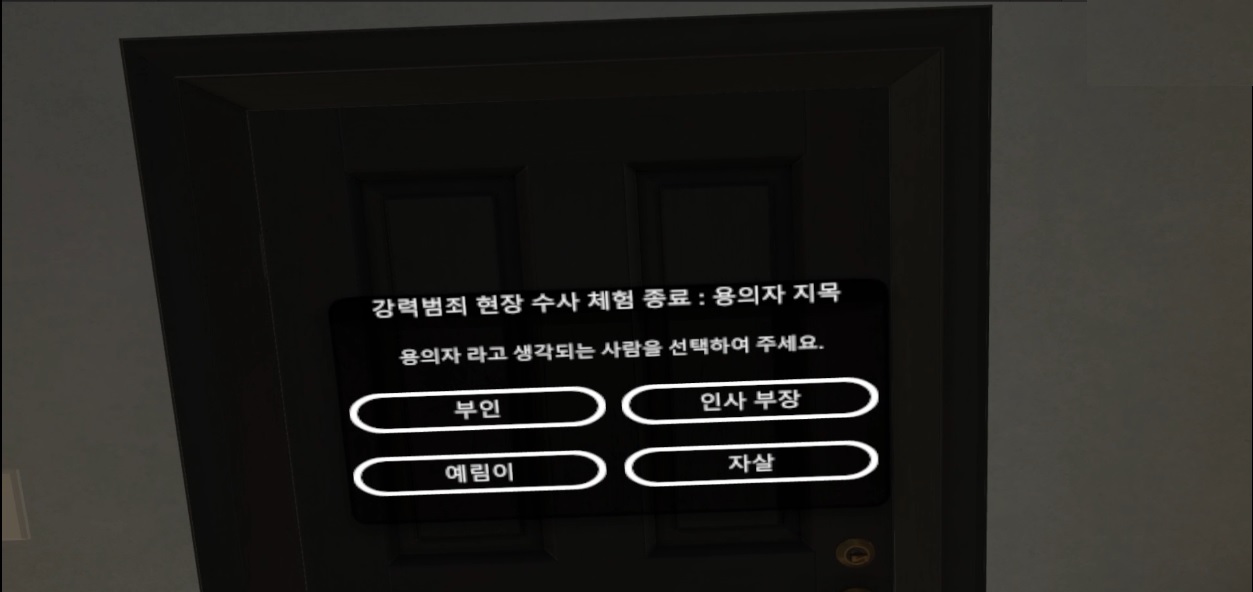 강력범죄 현장 수사 체험 종료 : 용의자 지목
용의자 라고 생각되는 사람을 선택하여 주세요.
부인
인사 부장
예림이
자살